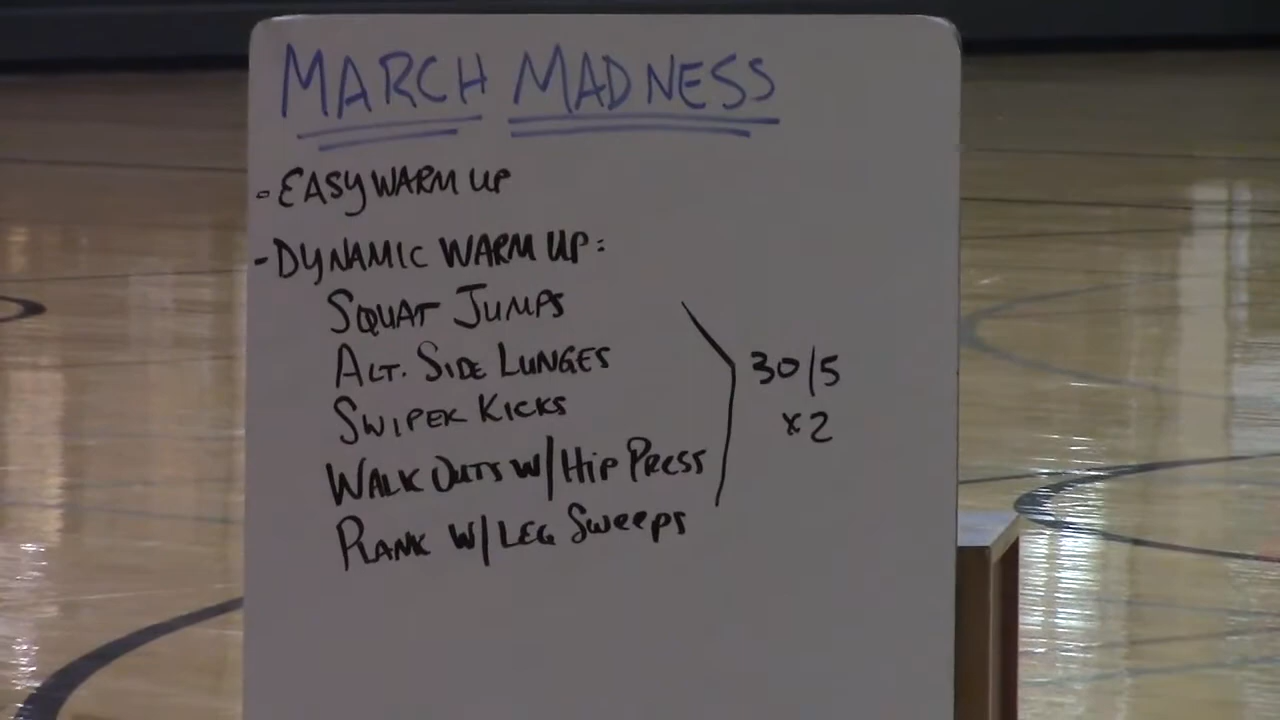 MARCH MADNESS
- EASY WARM UP
- DYNAMIC WARM UP:
SQUAT JUMPS
ALT. SIDE LUNGES
SWIPER KICKS
WALK OUTS W/ HIP PRESS
PLANK W/ LEG SWEEPS
30/5
x2